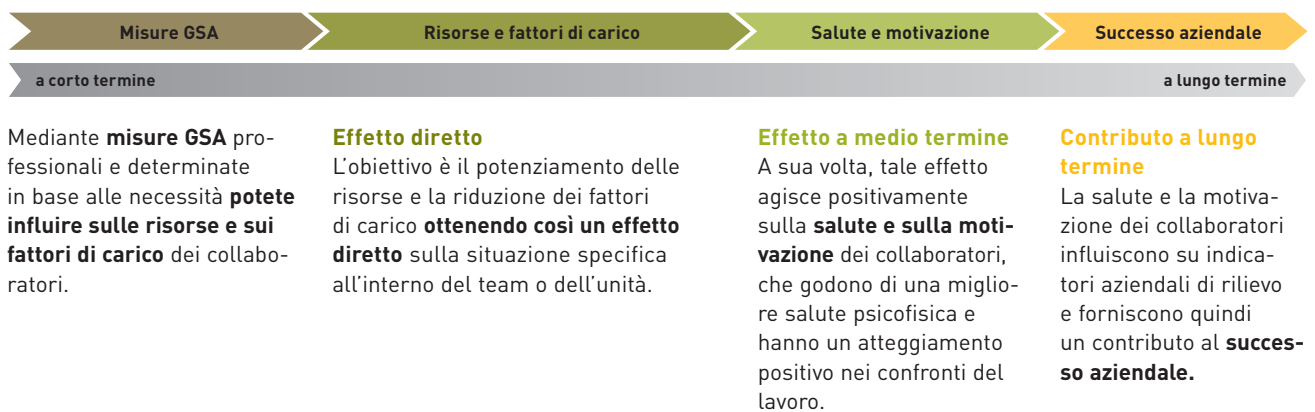 Misure GSA
Risorse e fattori di carico
Salute e motivazione
Successo aziendale
a corto termine
a lungo termine
Mediante misure GSA pro-
fessionali e determinate
in base alle necessità potete
influire sulle risorse e sui
fattori di carico dei collabo-
ratori.
Effetto diretto
L’obiettivo è il potenziamento delle
risorse e la riduzione dei fattori
di carico ottenendo così un effetto
diretto sulla situazione specifica
all’interno del team o dell’unità.
Effetto a medio termine
A sua volta, tale effetto
agisce positivamente
sulla salute e sulla moti-
vazione dei collaboratori,
che godono di una miglio-
re salute psicofisica e
hanno un atteggiamento
positivo nei confronti del
lavoro.
Contributo a lungo
termine
La salute e la motiva-
zione dei collaboratori
influiscono su indica-
tori aziendali di rilievo
e forniscono quindi
un contributo al succes-
so aziendale.